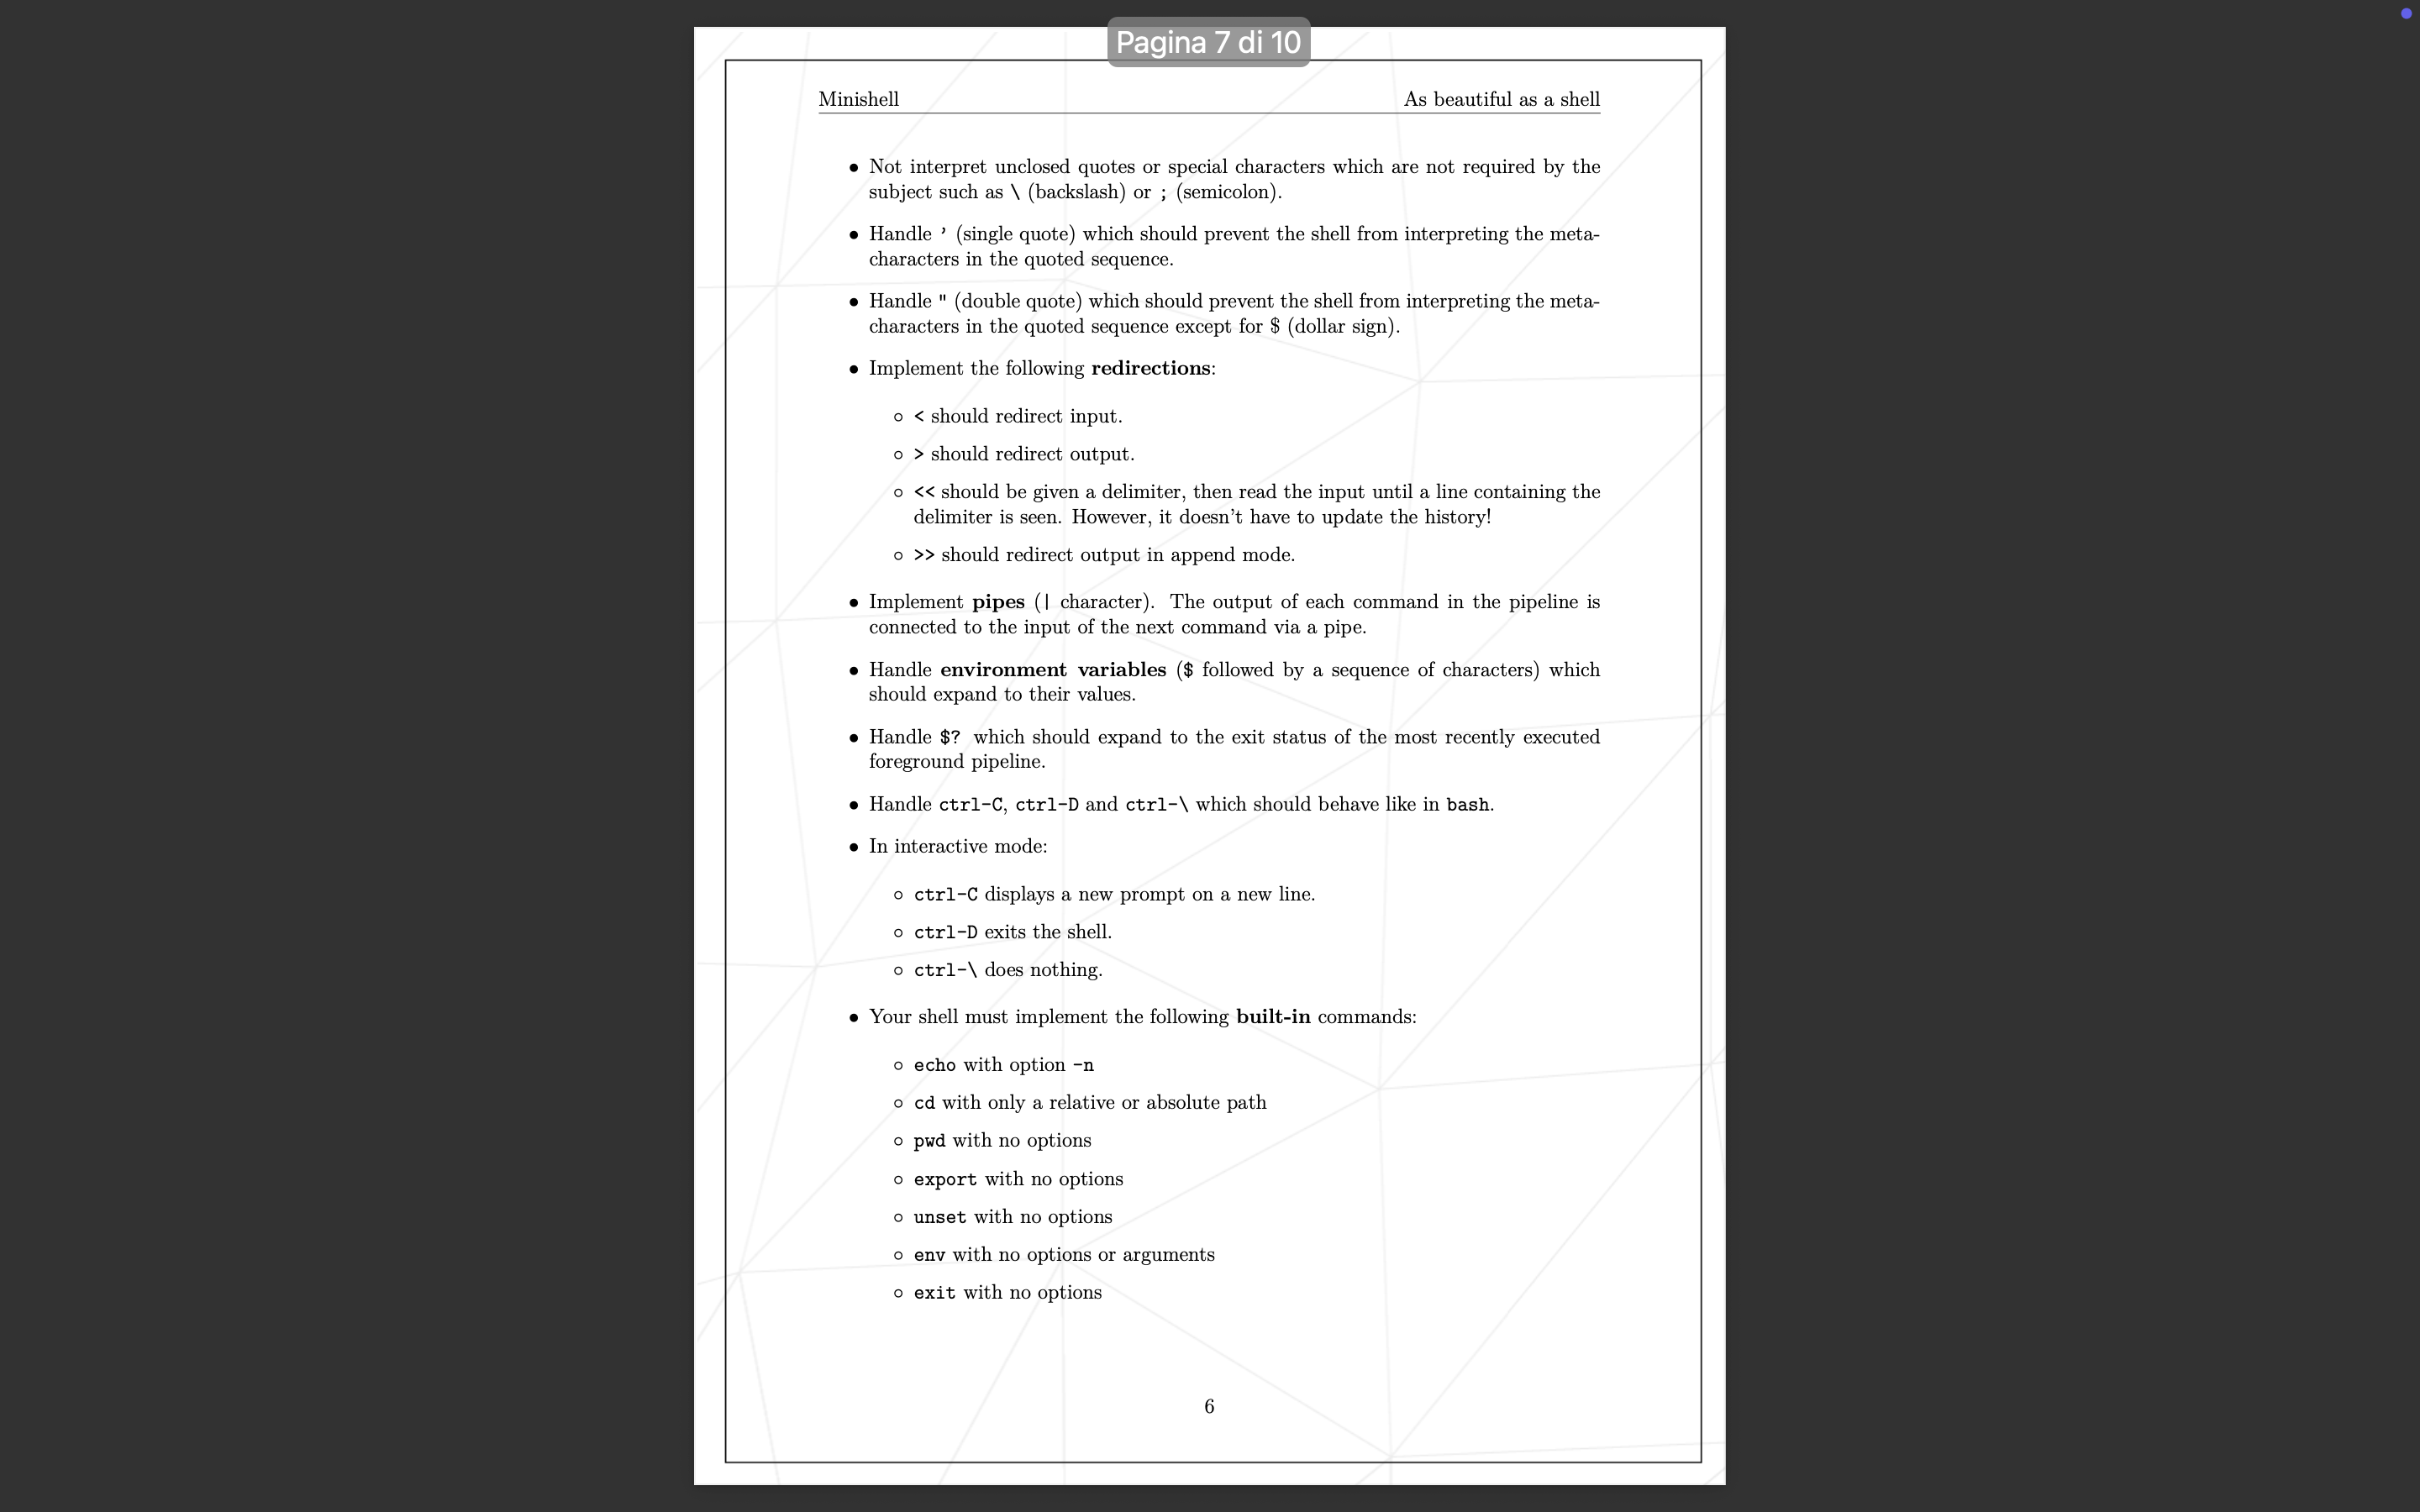 Pagina 7 di 10
Minishell As beautiful as a shell
• Not interpret unclosed quotes or special characters which are not required by the
subject such as \ (backslash) or ; (semicolon).
• Handle ’ (single quote) which should prevent the shell from interpreting the meta-
characters in the quoted sequence.
• Handle " (double quote) which should prevent the shell from interpreting the meta-
characters in the quoted sequence except for $ (dollar sign).
• Implement the following redirections:
◦ < should redirect input.
◦ > should redirect output.
◦ << should be given a delimiter, then read the input until a line containing the
delimiter is seen. However, it doesn’t have to update the history!
◦ >> should redirect output in append mode.
• Implement pipes (| character). The output of each command in the pipeline is
connected to the input of the next command via a pipe.
• Handle environment variables ($ followed by a sequence of characters) which
should expand to their values.
• Handle $? which should expand to the exit status of the most recently executed
foreground pipeline.
• Handle ctrl-C, ctrl-D and ctrl-\ which should behave like in bash.
• In interactive mode:
◦ ctrl-C displays a new prompt on a new line.
◦ ctrl-D exits the shell.
◦ ctrl-\ does nothing.
• Your shell must implement the following built-in commands:
◦ echo with option -n
◦ cd with only a relative or absolute path
◦ pwd with no options
◦ export with no options
◦ unset with no options
◦ env with no options or arguments
◦ exit with no options
6